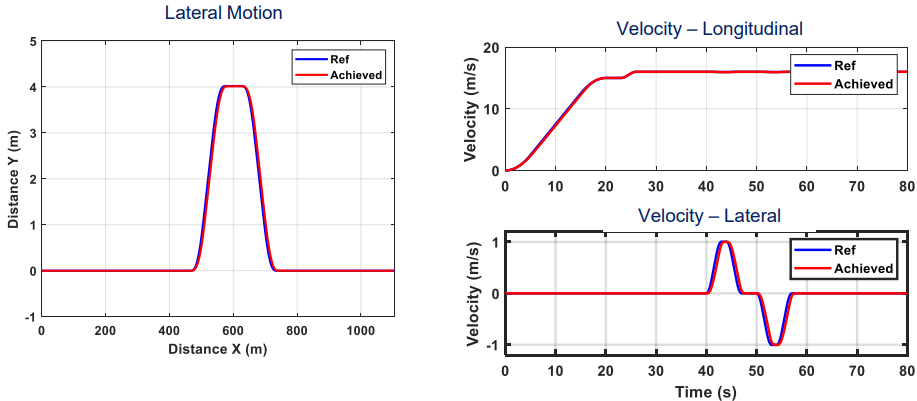 Lateral Motion
5
4
3
2
1
0
-1
Distance Y (m)
Ref
Achieved
0 200 400 600 800 1000
Distance X (m)
Velocity – Longitudinal
20
10
0
Velocity (m/s)
Ref
Achieved
0 10 20 30 40 50 60 70 80
Velocity – Lateral
1
0
-1
Velocity (m/s)
Ref
Achieved
0 10 20 30 40 50 60 70 80
Time (s)